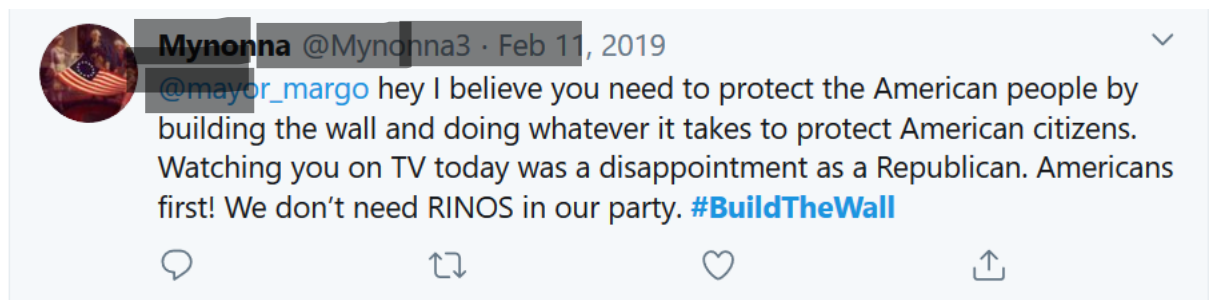 Mynonna @Mynonna3 · Feb 11, 2019
@mayor_margo hey I believe you need to protect the American people by
building the wall and doing whatever it takes to protect American citizens.
Watching you on TV today was a disappointment as a Republican. Americans
first! We don't need RINOS in our party. #BuildTheWall